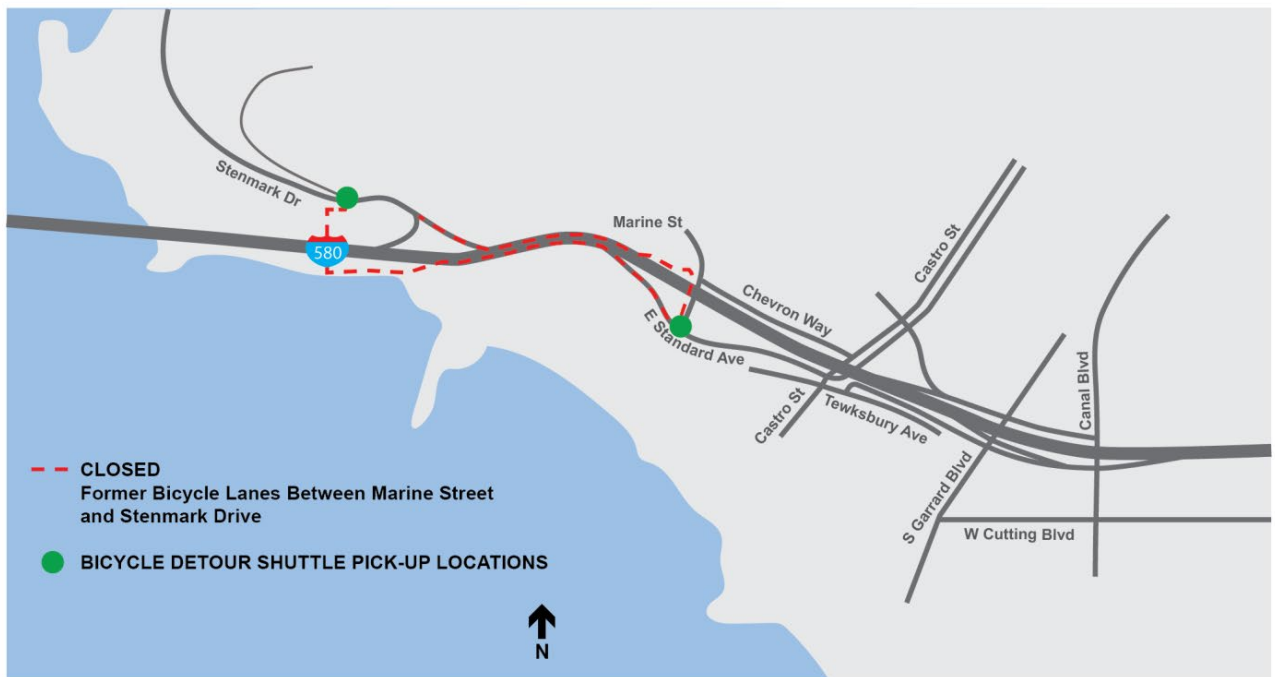 Stenmark Dr
580
Marine St
Castro St
Chevron Way
E Standard Ave
Canal Blvd
Castro St
Tewksbury Ave
S Garrard Blvd
W Cutting Blvd
CLOSED
Former Bicycle Lanes Between Marine Street
and Stenmark Drive
BICYCLE DETOUR SHUTTLE PICK-UP LOCATIONS
N